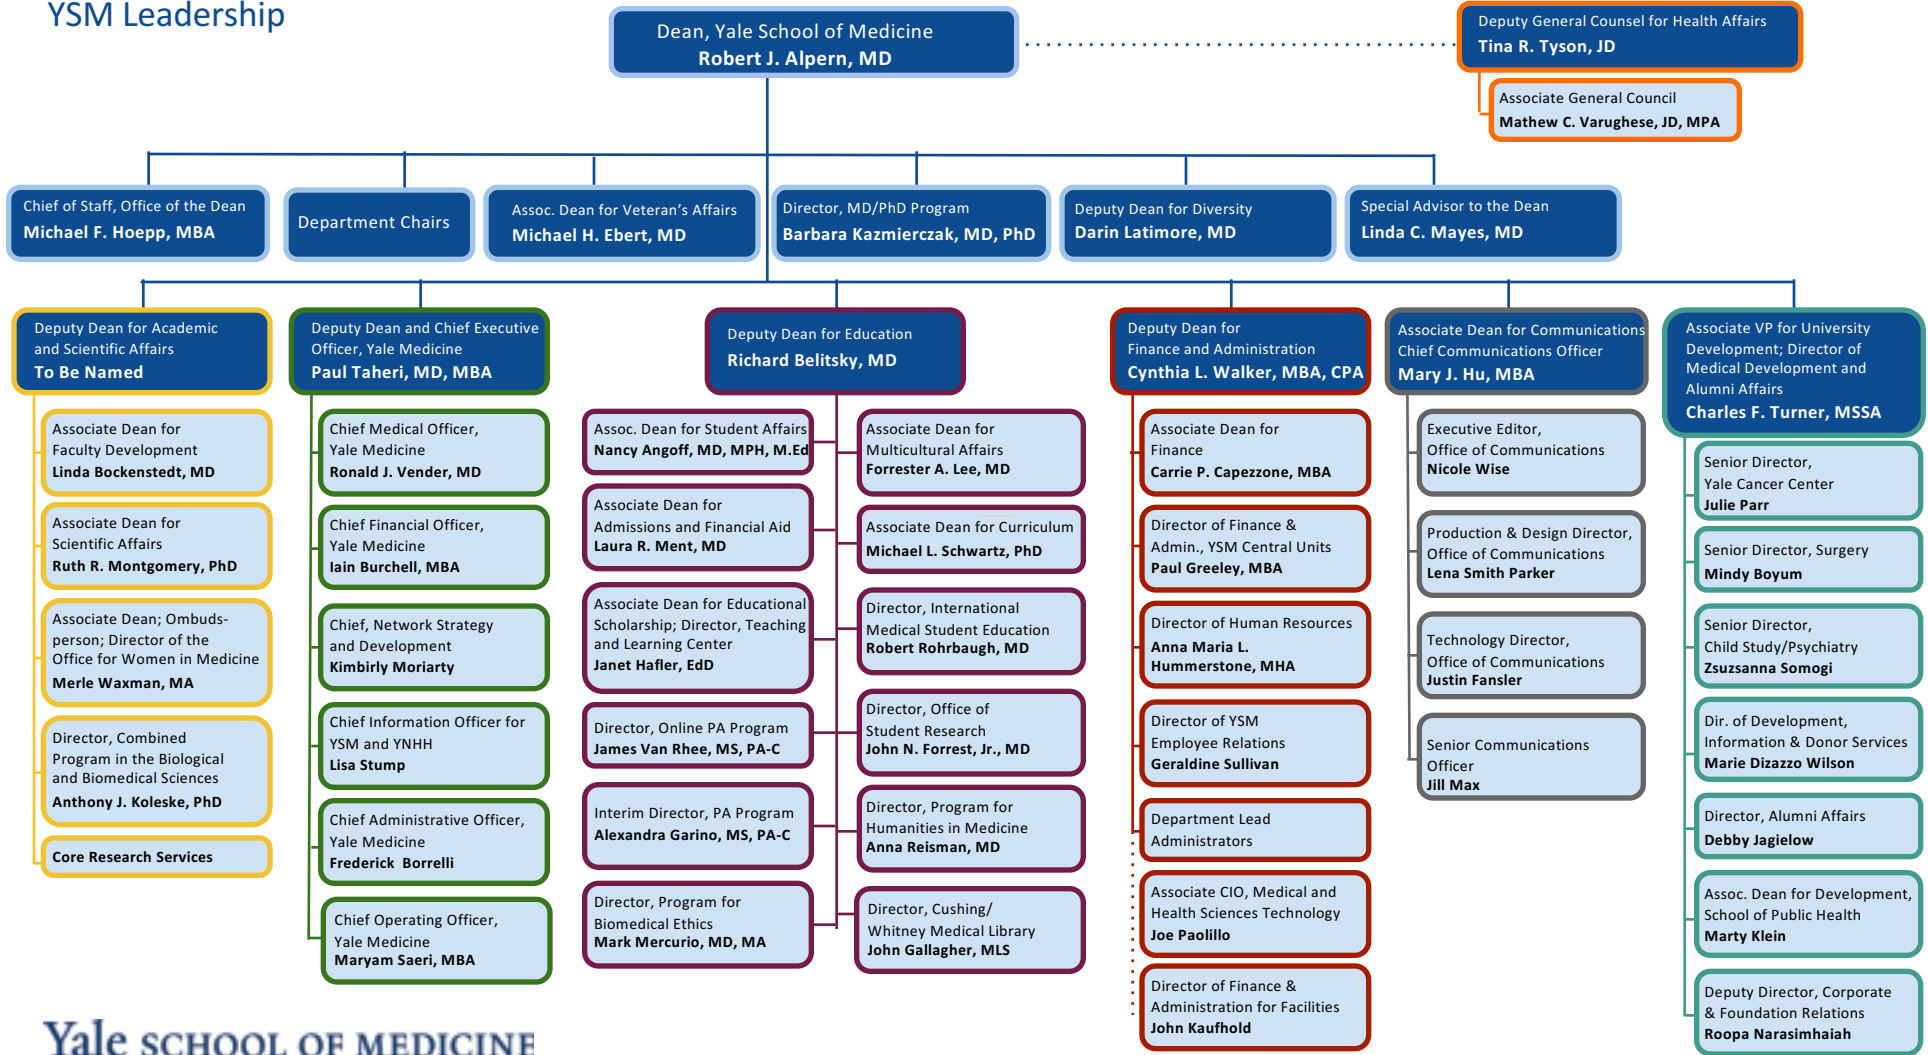 YSM Leadership
Dean, Yale School of Medicine
Robert J. Alpern, MD
Deputy General Counsel for Health Affairs
Tina R. Tyson, JD
Associate General Council
Mathew C. Varughese, JD, MPA
Chief of Staff, Office of the Dean
Michael F. Hoepp, MBA
Department Chairs
Assoc. Dean for Veteran’s Affairs
Michael H. Ebert, MD
Director, MD/PhD Program
Barbara Kazmierczak, MD, PhD
Deputy Dean for Diversity
Darin Latimore, MD
Special Advisor to the Dean
Linda C. Mayes, MD
Deputy Dean for Academic
and Scientific Affairs
To Be Named
Associate Dean for
Faculty Development
Linda Bockenstedt, MD
Associate Dean for
Scientific Affairs
Ruth R. Montgomery, PhD
Associate Dean; Ombuds-
person; Director of the
Office for Women in Medicine
Merle Waxman, MA
Director, Combined
Program in the Biological
and Biomedical Sciences
Anthony J. Koleske, PhD
Core Research Services
Deputy Dean and Chief Executive
Officer, Yale Medicine
Paul Taheri, MD, MBA
Chief Medical Officer,
Yale Medicine
Ronald J. Vender, MD
Chief Financial Officer,
Yale Medicine
Iain Burchell, MBA
Chief, Network Strategy
and Development
Kimbirly Moriarty
Chief Information Officer for
YSM and YNHH
Lisa Stump
Chief Administrative Officer,
Yale Medicine
Frederick Borrelli
Chief Operating Officer,
Yale Medicine
Maryam Saeri, MBA
Deputy Dean for Education
Richard Belitsky, MD
Assoc. Dean for Student Affairs
Nancy Angoff, MD, MPH, M.Ed
Associate Dean for
Admissions and Financial Aid
Laura R. Ment, MD
Associate Dean for Educational
Scholarship; Director, Teaching
and Learning Center
Janet Hafler, EdD
Director, Online PA Program
James Van Rhee, MS, PA-C
Interim Director, PA Program
Alexandra Garino, MS, PA-C
Director, Program for
Biomedical Ethics
Mark Mercurio, MD, MA
Associate Dean for
Multicultural Affairs
Forrester A. Lee, MD
Associate Dean for Curriculum
Michael L. Schwartz, PhD
Director, International
Medical Student Education
Robert Rohrbaugh, MD
Director, Office of
Student Research
John N. Forrest, Jr., MD
Director, Program for
Humanities in Medicine
Anna Reisman, MD
Director, Cushing/
Whitney Medical Library
John Gallagher, MLS
Deputy Dean for
Finance and Administration
Cynthia L. Walker, MBA, CPA
Associate Dean for
Finance
Carrie P. Capezzone, MBA
Director of Finance &
Admin., YSM Central Units
Paul Greeley, MBA
Director of Human Resources
Anna Maria L.
Hummerstone, MHA
Director of YSM
Employee Relations
Geraldine Sullivan
Department Lead
Administrators
Associate CIO, Medical and
Health Sciences Technology
Joe Paolillo
Director of Finance &
Administration for Facilities
John Kaufhold
Associate Dean for Communications
Chief Communications Officer
Mary J. Hu, MBA
Executive Editor,
Office of Communications
Nicole Wise
Production & Design Director,
Office of Communications
Lena Smith Parker
Technology Director,
Office of Communications
Justin Fansler
Senior Communications
Officer
Jill Max
Associate VP for University
Development; Director of
Medical Development and
Alumni Affairs
Charles F. Turner, MSSA
Senior Director,
Yale Cancer Center
Julie Parr
Senior Director, Surgery
Mindy Boyum
Senior Director,
Child Study/Psychiatry
Zsuzsanna Somogi
Dir. of Development,
Information & Donor Services
Marie Dizazzo Wilson
Director, Alumni Affairs
Debby Jagielow
Assoc. Dean for Development,
School of Public Health
Marty Klein
Deputy Director, Corporate
& Foundation Relations
Roopa Narasimhaiah
Yale SCHOOL OF MEDICINE